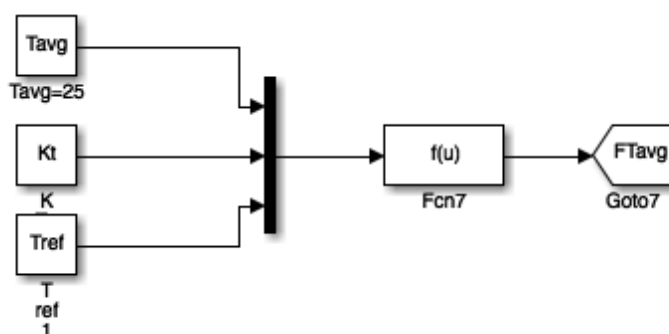 Tavg
Tavg=25
Kt
K
Tref
T
ref
1
f(u)
Fcn7
FTavg
Goto7